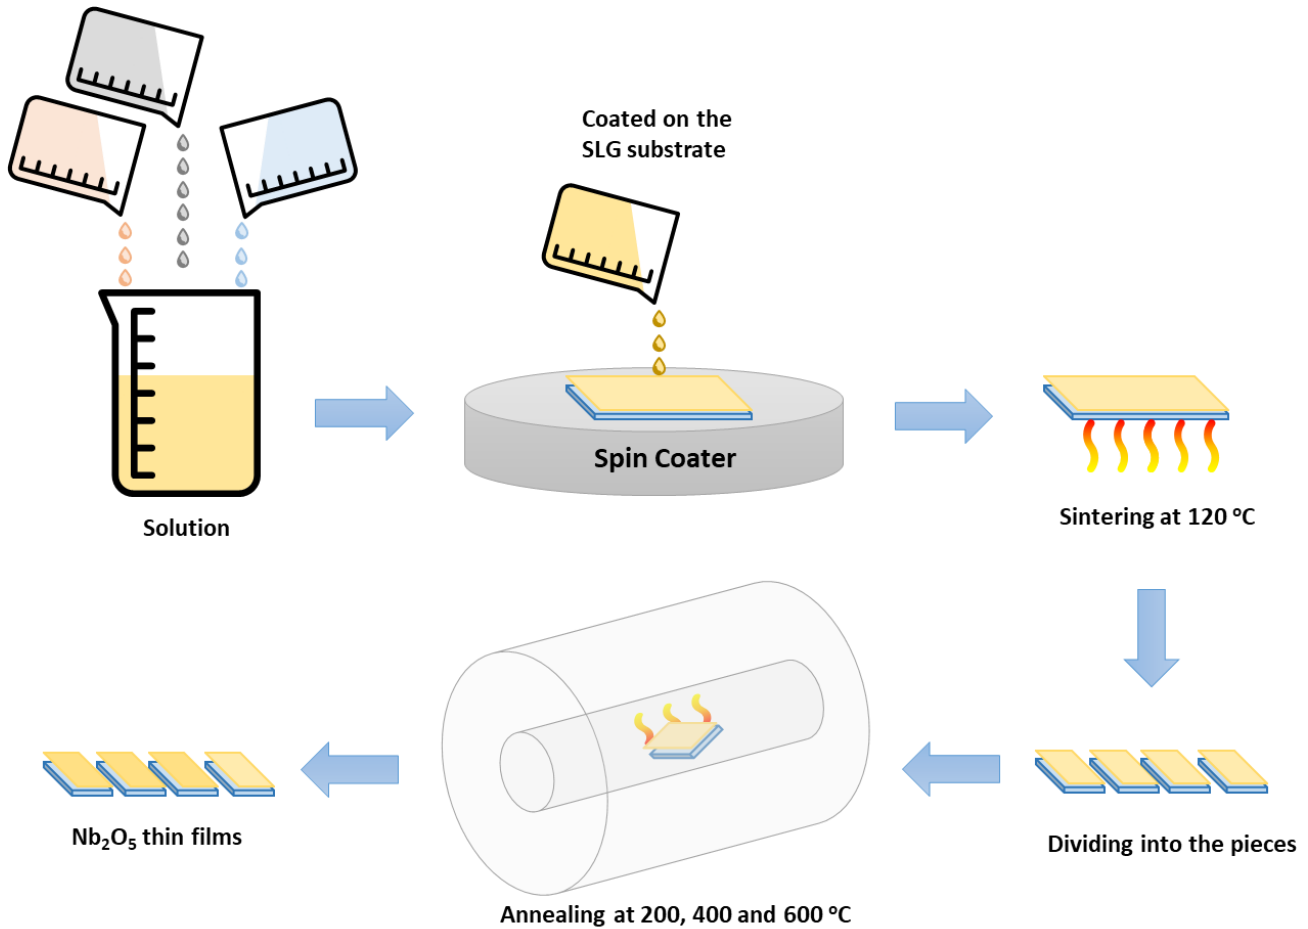 Coated on the
SLG substrate
Spin Coater
Solution
Sintering at 120 °C
Dividing into the pieces
Annealing at 200, 400 and 600 °C
Nb₂O₅ thin films